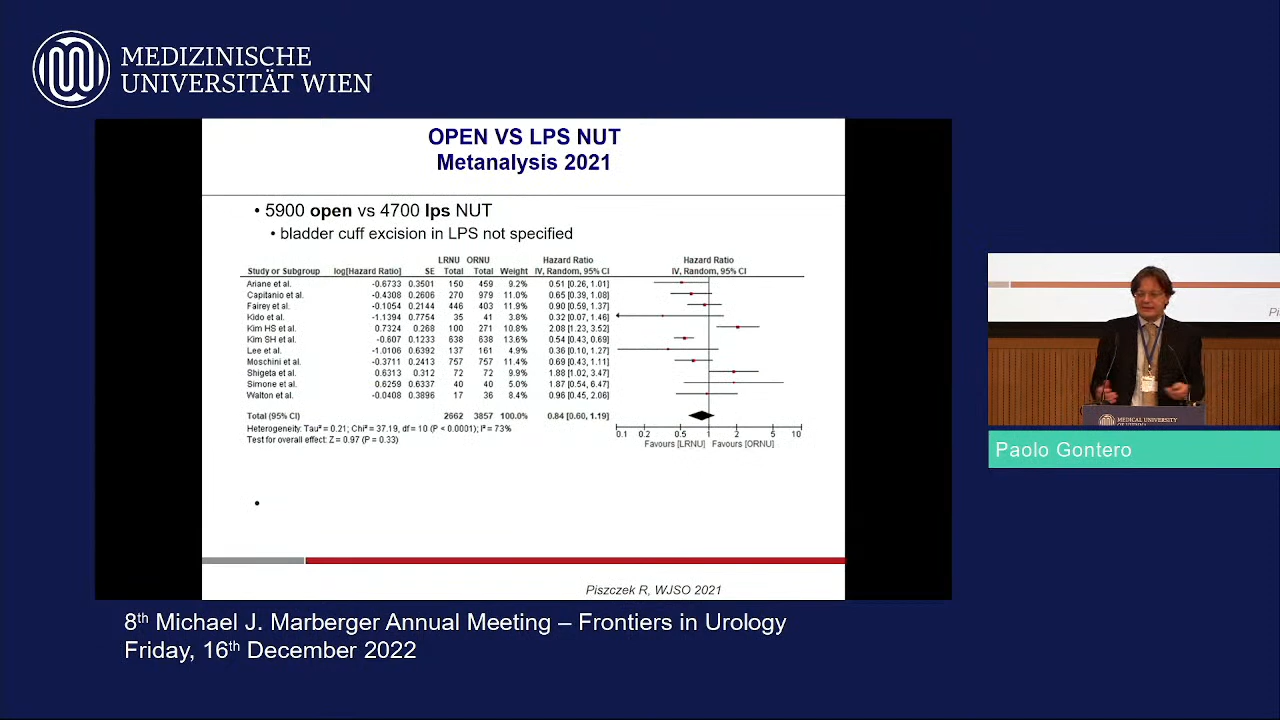 MEDIZINISCHE
UNIVERSITÄT WIEN
OPEN VS LPS NUT
Metanalysis 2021
• 5900 open vs 4700 lps NUT
• bladder cuff excision in LPS not specified
LRNU ORNU Hazard Ratio Hazard Ratio
Study or Subgroup log[Hazard Ratio] SE Total Total Weight IV, Random, 95% CI IV, Random, 95% CI
Ariane et al. -0.6733 0.3501 150 459 9.2% 0.51 [0.26, 1.01]
Capitanio et al. -0.4308 0.2606 270 979 11.0% 0.65 [0.39, 1.08]
Fairey et al. -0.1054 0.2144 446 403 11.9% 0.90 [0.59, 1.37]
Kido et al. -1.1394 0.7754 35 41 3.9% 0.32 [0.07, 1.46]
Kim HS et al. 0.7324 0.268 100 271 10.8% 2.08 [1.23, 3.52]
Kim SH et al. -0.607 0.1233 638 638 13.6% 0.54 [0.43, 0.69]
Lee et al. -1.0106 0.6392 137 161 4.9% 0.36 [0.10, 1.27]
Moschini et al. -0.3711 0.2413 757 757 11.4% 0.69 [0.43, 1.11]
Shigeta et al. 0.6313 0.312 72 72 9.9% 1.88 [1.02, 3.47]
Simone et al. 0.6259 0.6337 40 40 5.0% 1.87 [0.54, 6.47]
Walton et al. -0.0408 0.3896 17 36 8.4% 0.96 [0.45, 2.06]
Total (95% CI) 2662 3857 100.0% 0.84 [0.60, 1.19]
Heterogeneity: Tau² = 0.21; Chi² = 37.19, df = 10 (P < 0.0001); I² = 73%
Test for overall effect: Z = 0.97 (P = 0.33)
0.1 0.2 0.5 1 2 5 10
Favours [LRNU] Favours [ORNU]
•
Piszczek R, WJSO 2021
Pi
MEDICAL UNIVERSITY
OF VIENNA
Paolo Gontero
8th Michael J. Marberger Annual Meeting – Frontiers in Urology
Friday, 16th December 2022